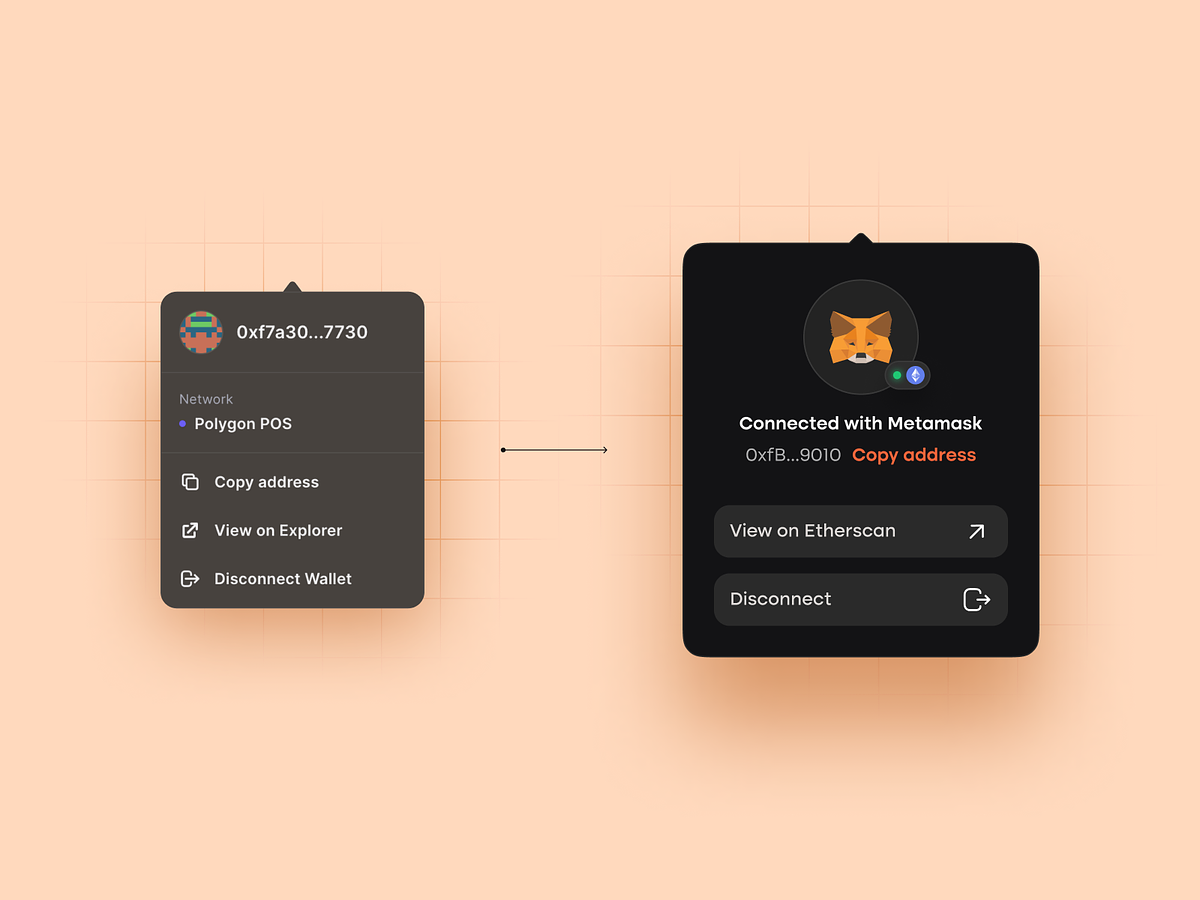 0xf7a30...7730
Network
Polygon POS
Copy address
View on Explorer
Disconnect Wallet
Connected with Metamask
0xfB...9010 Copy address
View on Etherscan
Disconnect